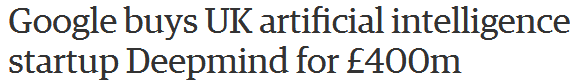 Google buys UK artificial intelligence
startup Deepmind for £400m